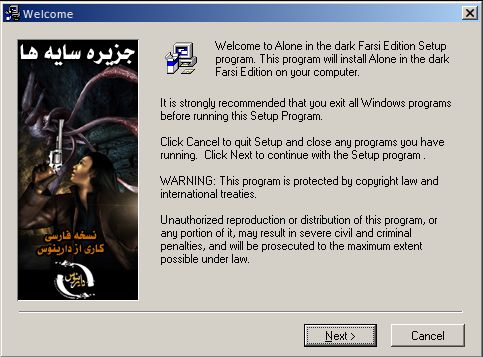 Welcome
جزیره سایه ها
نسخه فارسی
کاری از دارینوس
دارینوس
Welcome to Alone in the dark Farsi Edition Setup
program. This program will install Alone in the dark
Farsi Edition on your computer.
It is strongly recommended that you exit all Windows programs
before running this Setup Program.
Click Cancel to quit Setup and close any programs you have
running. Click Next to continue with the Setup program .
WARNING: This program is protected by copyright law and
international treaties.
Unauthorized reproduction or distribution of this program, or
any portion of it, may result in severe civil and criminal
penalties, and will be prosecuted to the maximum extent
possible under law.
Next >
Cancel